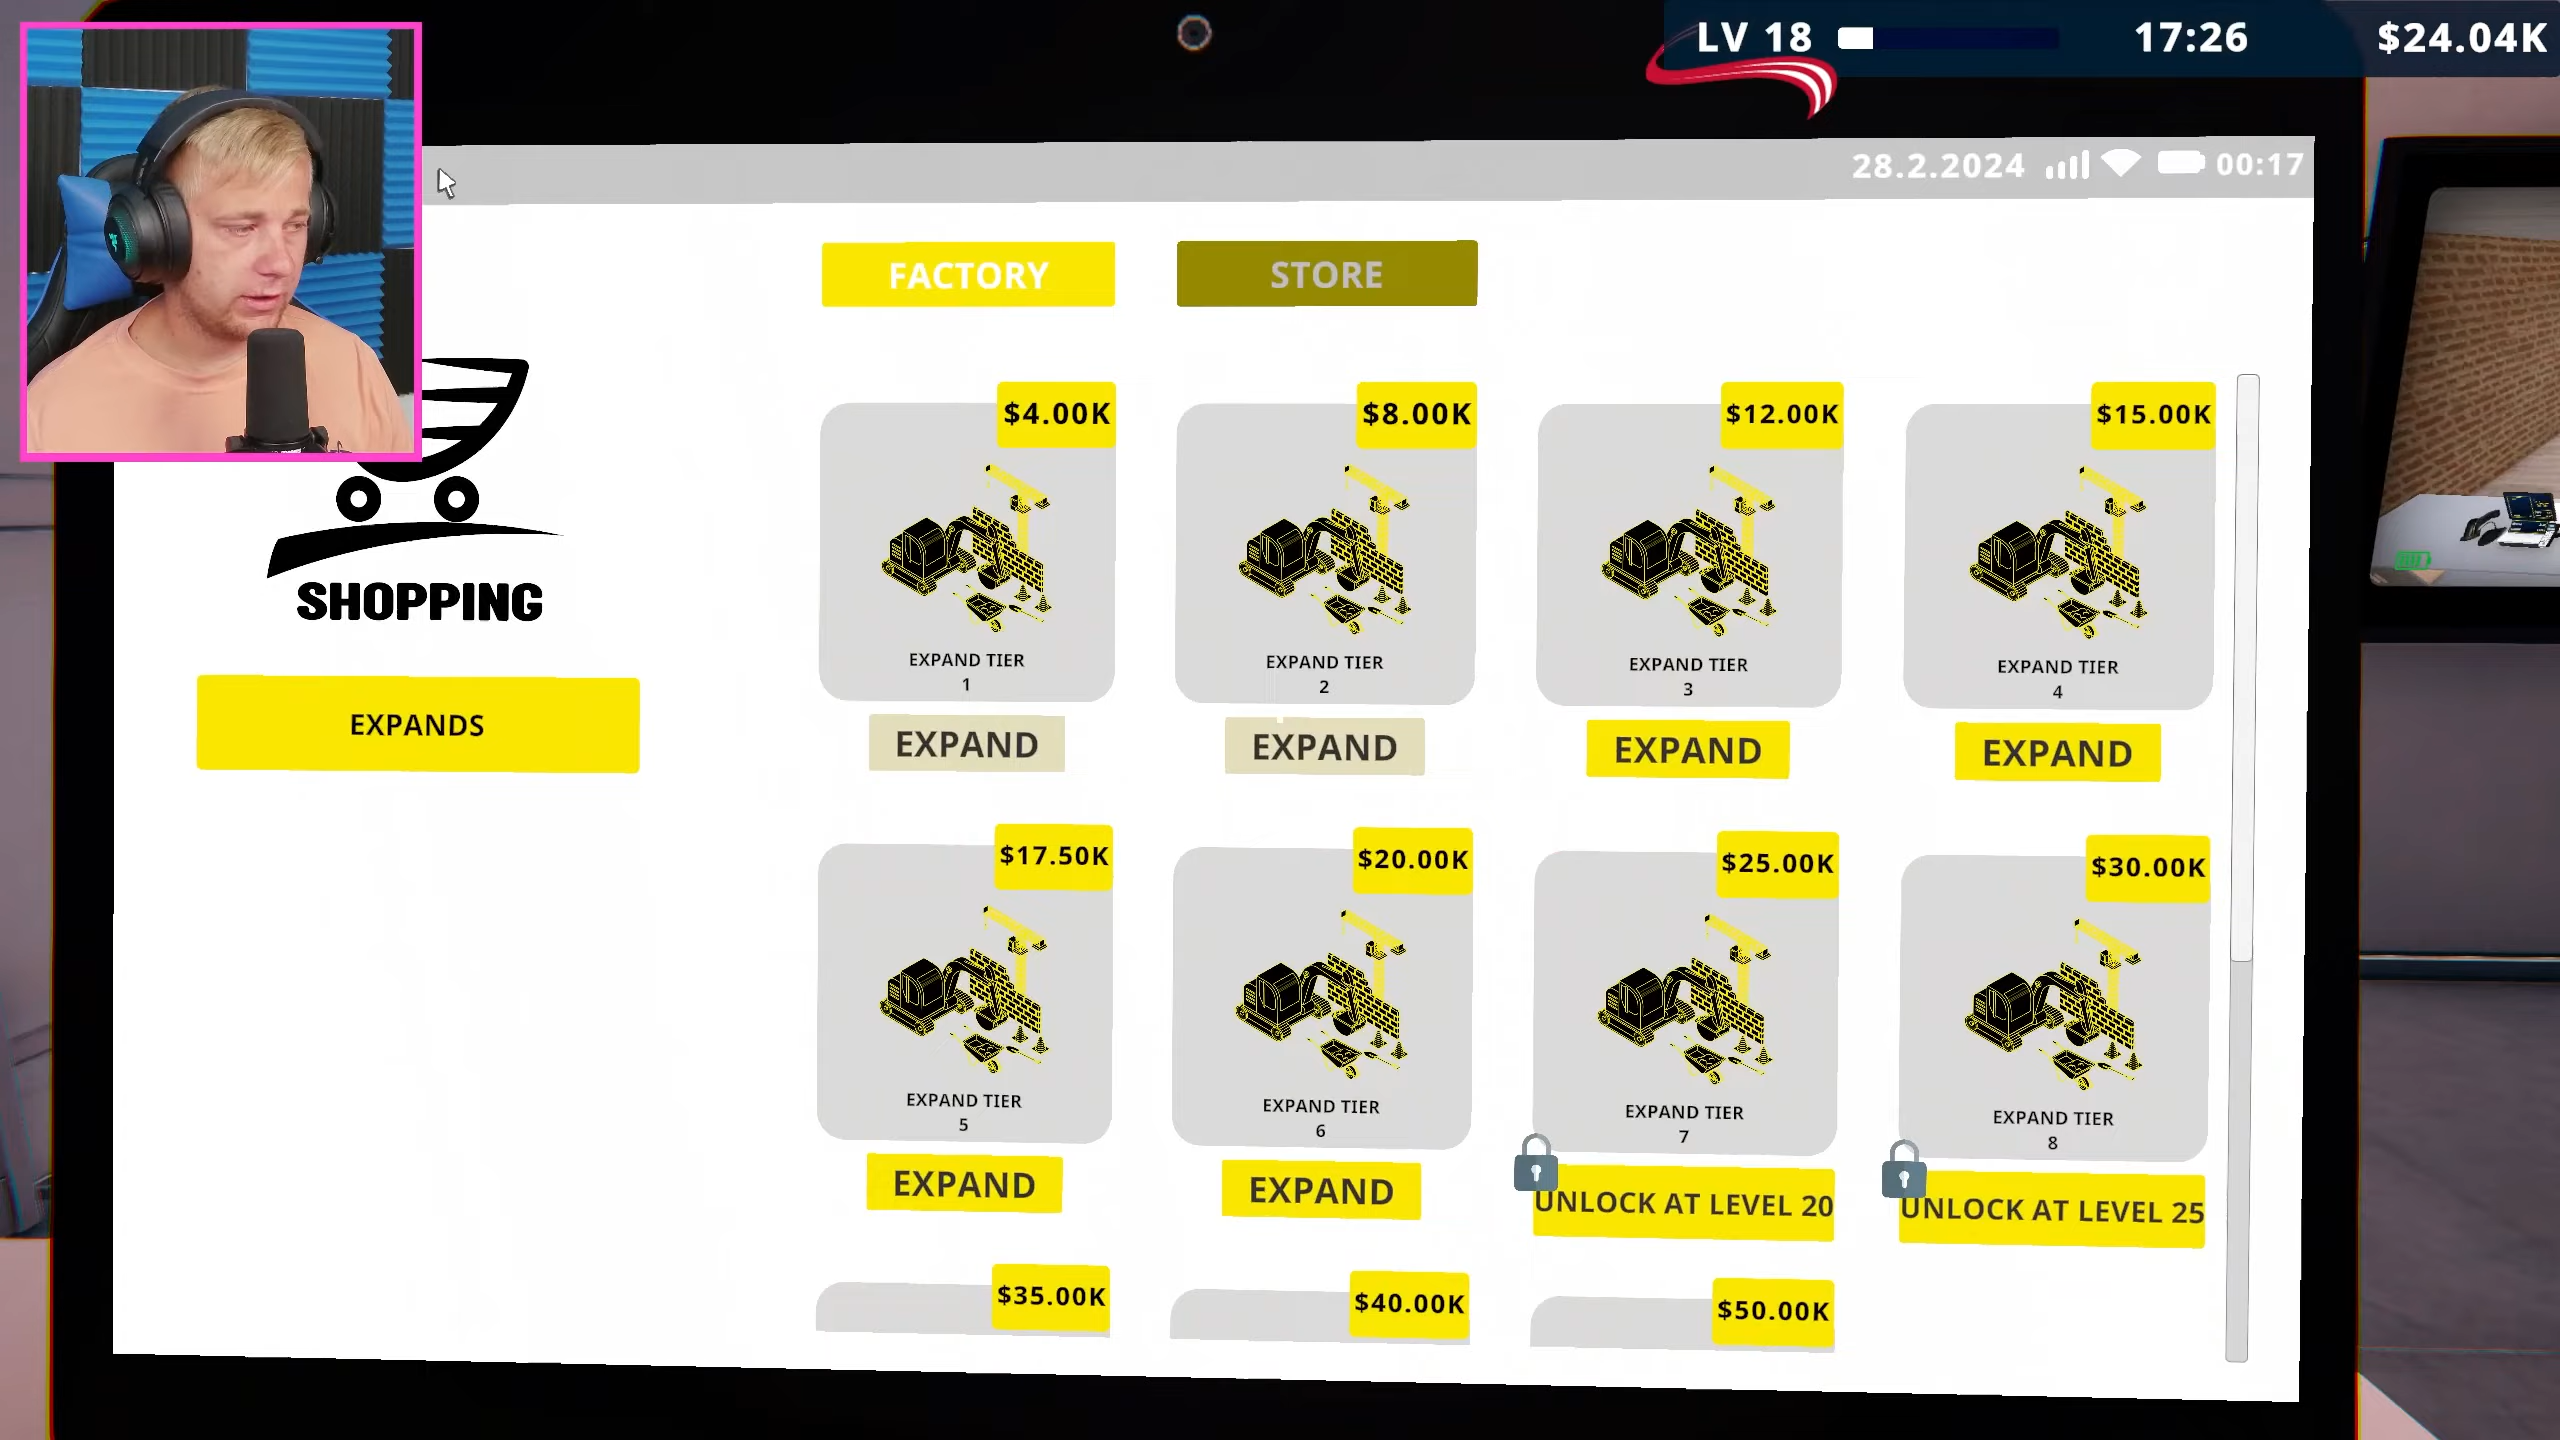 LV 18
17:26
$24.04K
28.2.2024
00:17
FACTORY
STORE
SHOPPING
EXPANDS
$4.00K
$8.00K
$12.00K
$15.00K
EXPAND TIER
1
EXPAND TIER
2
EXPAND TIER
3
EXPAND TIER
4
EXPAND
EXPAND
EXPAND
EXPAND
$17.50K
$20.00K
$25.00K
$30.00K
EXPAND TIER
5
EXPAND TIER
6
EXPAND TIER
7
EXPAND TIER
8
EXPAND
EXPAND
UNLOCK AT LEVEL 20
UNLOCK AT LEVEL 25
$35.00K
$40.00K
$50.00K